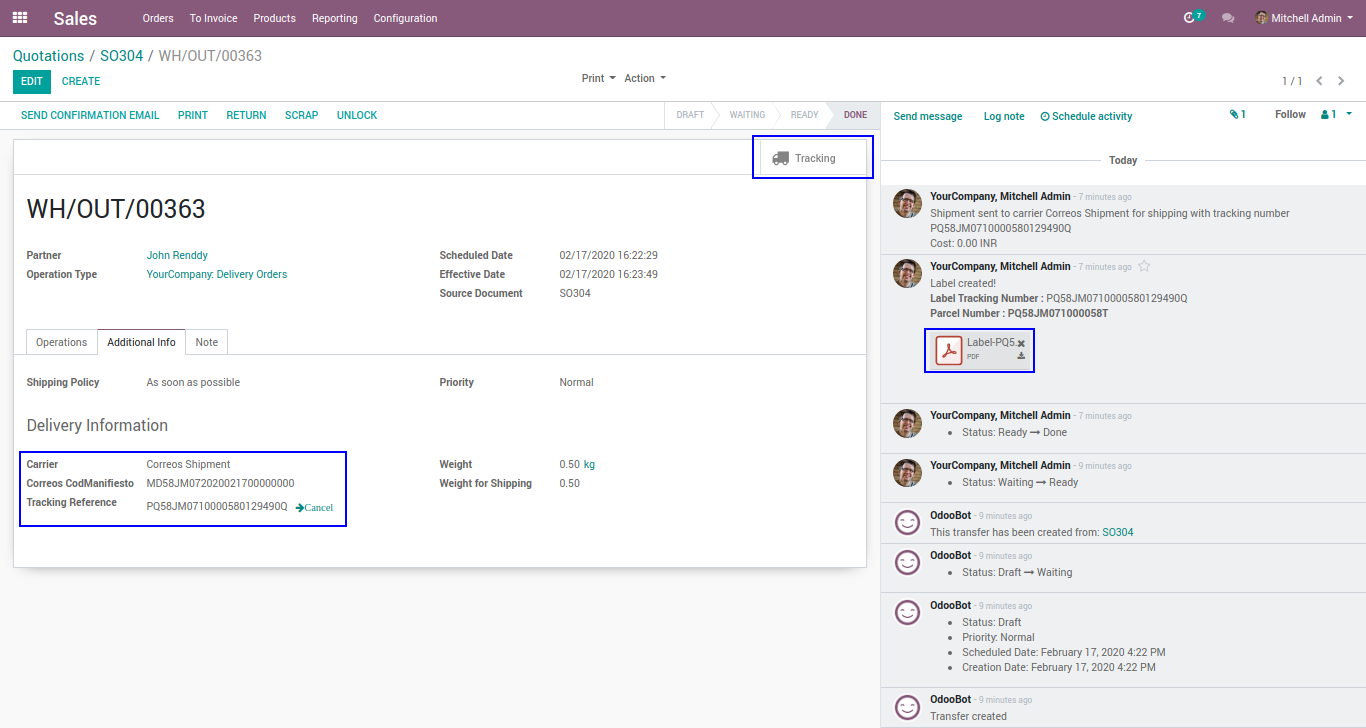 Sales Orders To Invoice Products Reporting Configuration 7 Mitchell Admin
Quotations / SO304 / WH/OUT/00363
EDIT CREATE Print Action 1 / 1
SEND CONFIRMATION EMAIL PRINT RETURN SCRAP UNLOCK DRAFT WAITING READY DONE
Tracking
WH/OUT/00363
Partner John Renddy
Operation Type YourCompany: Delivery Orders
Scheduled Date 02/17/2020 16:22:29
Effective Date 02/17/2020 16:23:49
Source Document SO304
Operations Additional Info Note
Shipping Policy As soon as possible
Priority Normal
Delivery Information
Carrier Correos Shipment
Correos CodManifiesto MD58JM072020021700000000
Tracking Reference PQ58JM0710000580129490Q Cancel
Weight 0.50 kg
Weight for Shipping 0.50
Send message Log note Schedule activity 1 Follow 1
Today
YourCompany, Mitchell Admin - 7 minutes ago
Shipment sent to carrier Correos Shipment for shipping with tracking number
PQ58JM0710000580129490Q
Cost: 0.00 INR
YourCompany, Mitchell Admin - 7 minutes ago
Label created!
Label Tracking Number : PQ58JM0710000580129490Q
Parcel Number : PQ58JM071000058T
Label-PQ5...
PDF
YourCompany, Mitchell Admin - 7 minutes ago
Status: Ready → Done
YourCompany, Mitchell Admin - 9 minutes ago
Status: Waiting → Ready
OdooBot - 9 minutes ago
This transfer has been created from: SO304
OdooBot - 9 minutes ago
Status: Draft → Waiting
OdooBot - 9 minutes ago
Status: Draft
Priority: Normal
Scheduled Date: February 17, 2020 4:22 PM
Creation Date: February 17, 2020 4:22 PM
OdooBot - 9 minutes ago
Transfer created